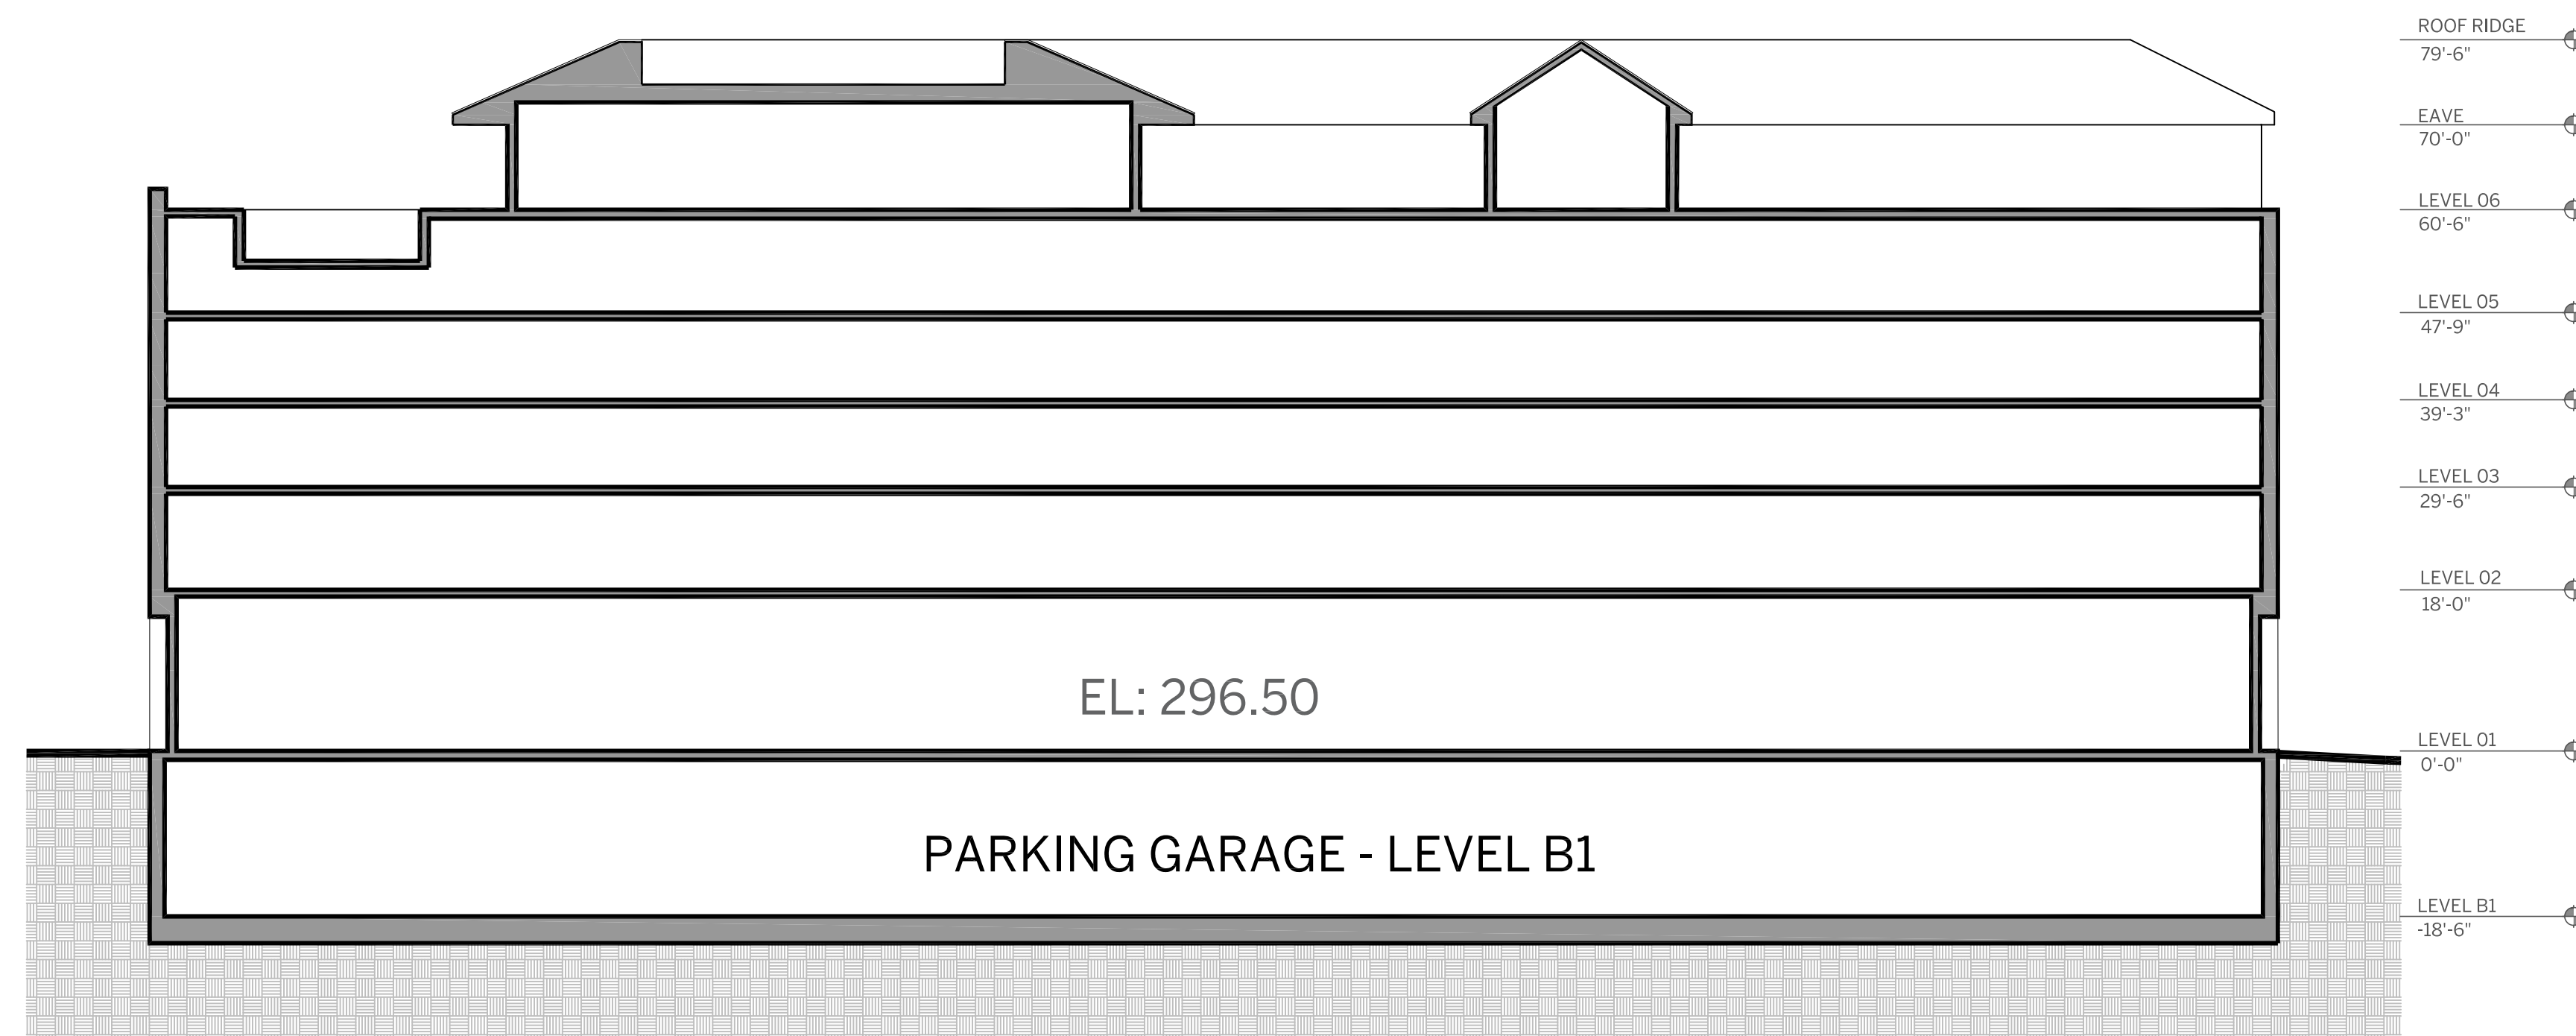 ROOF RIDGE
79'-6"
EAVE
70'-0"
LEVEL 06
60'-6"
LEVEL 05
47'-9"
LEVEL 04
39'-3"
LEVEL 03
29'-6"
LEVEL 02
18'-0"
EL: 296.50
LEVEL 01
0'-0"
PARKING GARAGE - LEVEL B1
LEVEL B1
-18'-6"